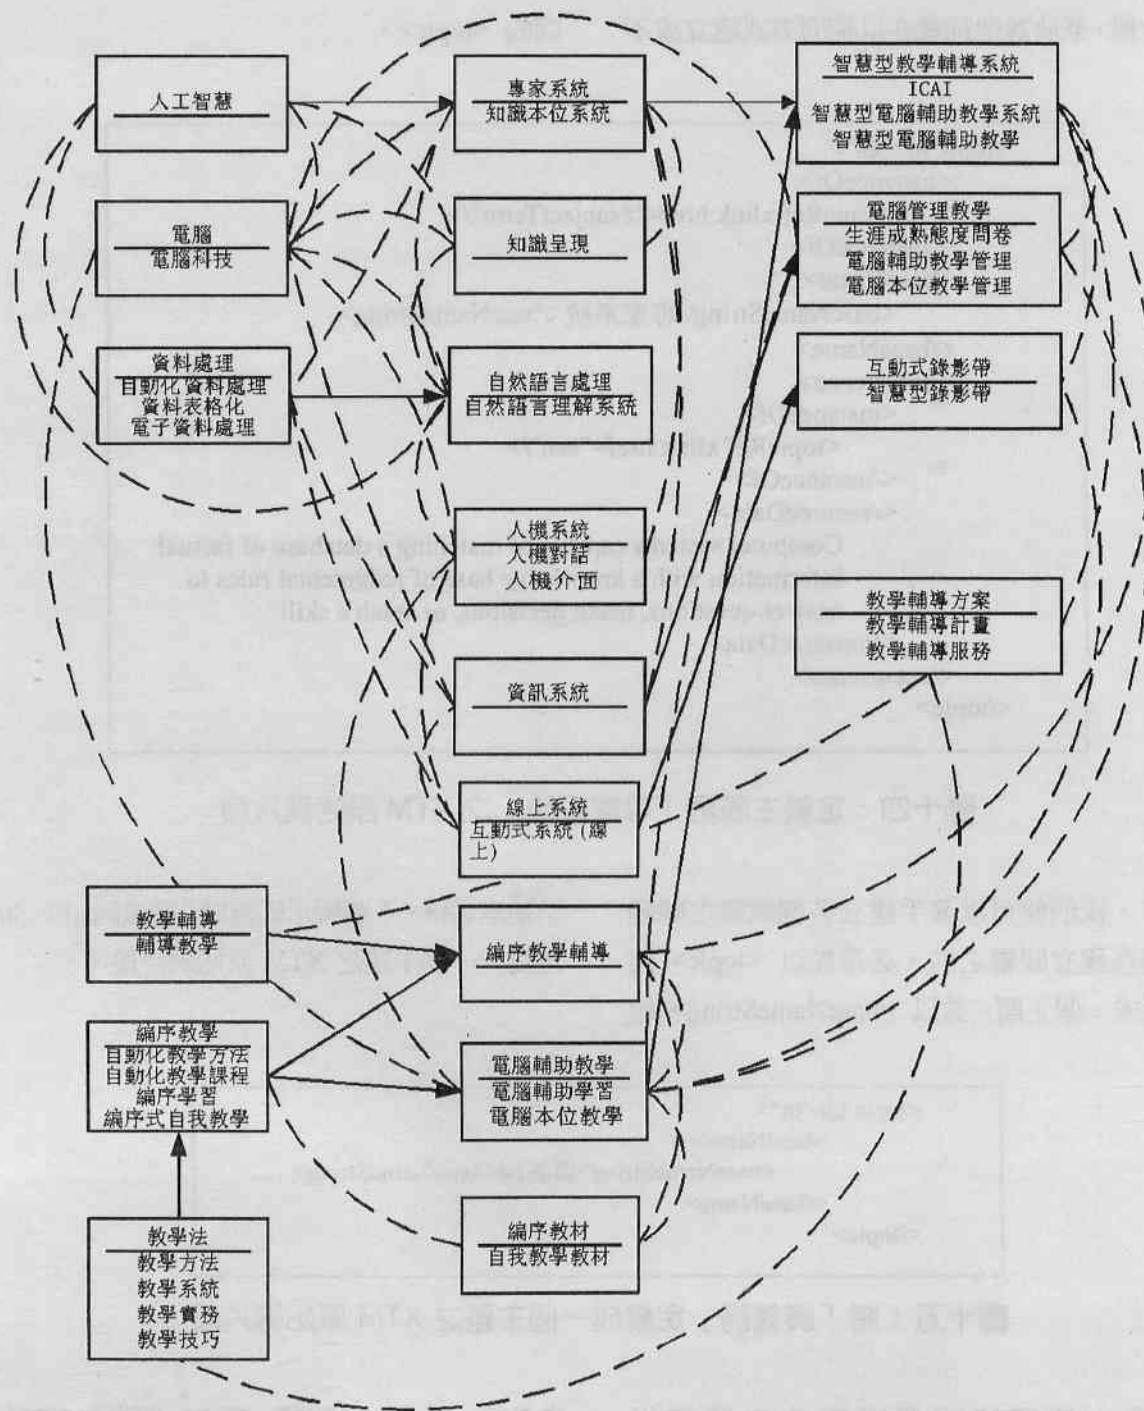 人工智慧
專家系統
知識本位系統
智慧型教學輔導系統
ICAI
智慧型電腦輔助教學系統
智慧型電腦輔助教學
電腦
電腦科技
知識呈現
電腦管理教學
生涯成熟態度問卷
電腦輔助教學管理
電腦本位教學管理
資料處理
自動化資料處理
資料表格化
電子資料處理
自然語言處理
自然語言理解系統
互動式錄影帶
智慧型錄影帶
人機系統
人機對話
人機介面
教學輔導方案
教學輔導計畫
教學輔導服務
資訊系統
線上系統
互動式系統(線
上)
教學輔導
輔導教學
編序教學輔導
編序教學
自動化教學方法
自動化教學課程
編序學習
編序式自我教學
電腦輔助教學
電腦輔助學習
電腦本位教學
教學法
教學方法
教學系統
教學實務
教學技巧
編序教材
自我教學教材